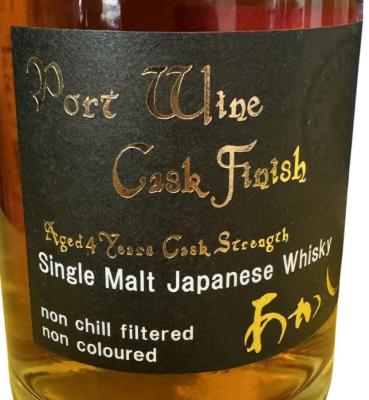 Port Wine
Cask Finish
Aged 4 Years Cask Strength
Single Malt Japanese Whisky
non chill filtered
non coloured
あかし